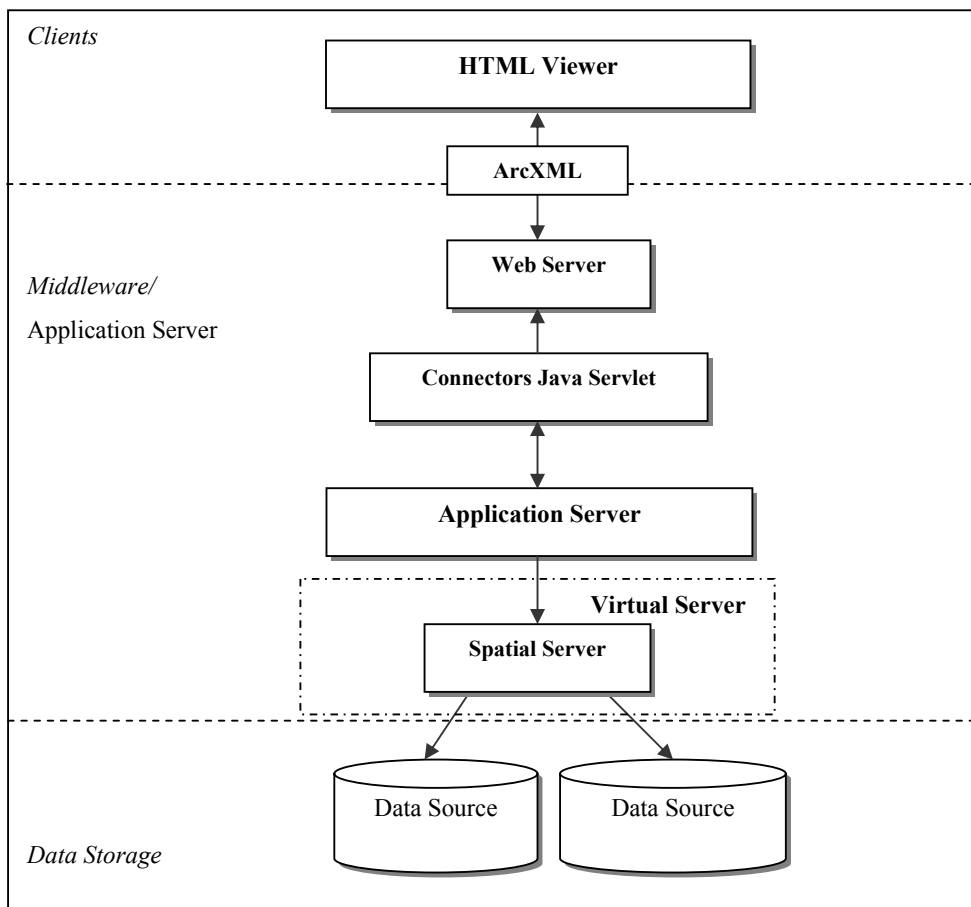 Clients
HTML Viewer
ArcXML
Web Server
Middleware/
Application Server
Connectors Java Servlet
Application Server
Virtual Server
Spatial Server
Data Source
Data Source
Data Storage